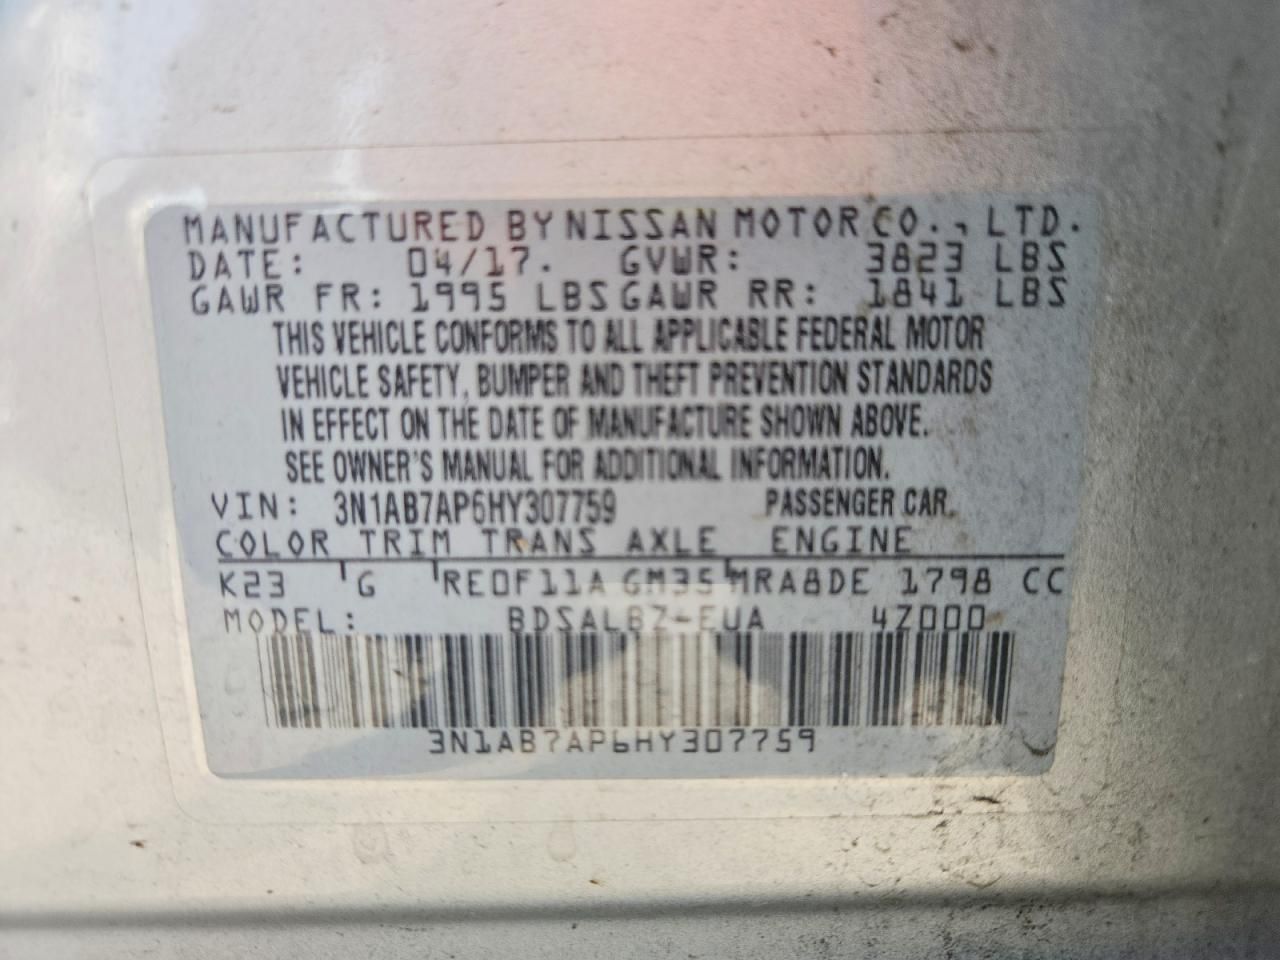 MANUFACTURED BY NISSAN MOTOR CO., LTD.
DATE: 04/17. GVWR: 3823 LBS
GAWR FR: 1995 LBS GAWR RR: 1841 LBS
THIS VEHICLE CONFORMS TO ALL APPLICABLE FEDERAL MOTOR
VEHICLE SAFETY, BUMPER AND THEFT PREVENTION STANDARDS
IN EFFECT ON THE DATE OF MANUFACTURE SHOWN ABOVE.
SEE OWNER'S MANUAL FOR ADDITIONAL INFORMATION.
VIN: 3N1AB7AP6HY307759 PASSENGER CAR.
COLOR TRIM TRANS AXLE ENGINE
K23 G RE0F11A GM35 MRA8DE 1798 CC
MODEL: BDSALBZ-EUA 4Z000
3N1AB7AP6HY307759